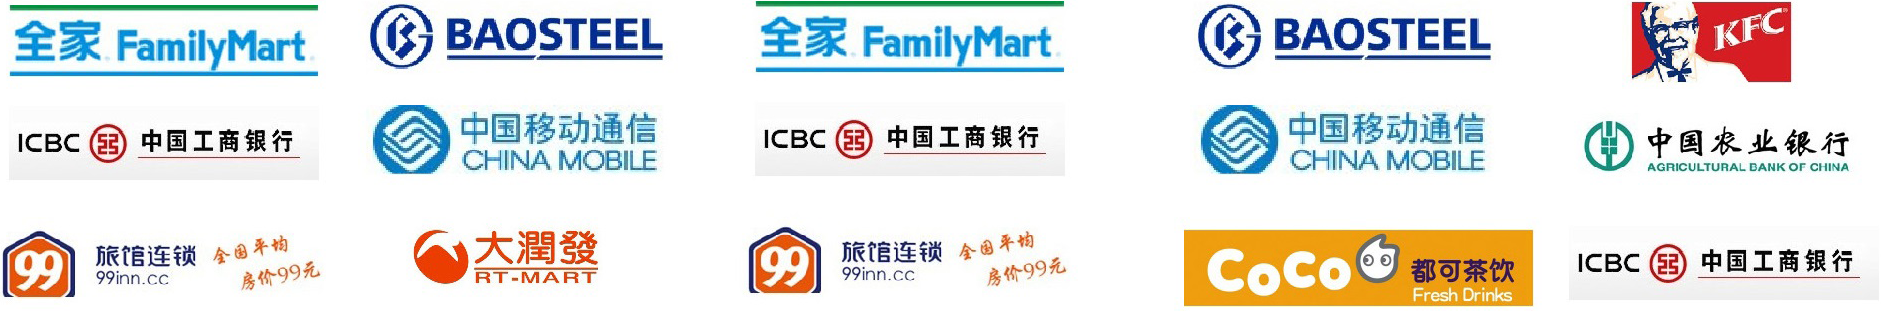 全家 FamilyMart
BAOSTEEL
全家 FamilyMart
BAOSTEEL
KFC
ICBC 中国工商银行
中国移动通信
CHINA MOBILE
ICBC 中国工商银行
中国移动通信
CHINA MOBILE
中国农业银行
AGRICULTURAL BANK OF CHINA
99 旅馆连锁 全国平均
99inn.cc 房价99元
大潤發
RT-MART
99 旅馆连锁 全国平均
99inn.cc 房价99元
CoCo 都可茶饮
Fresh Drinks
ICBC 中国工商银行